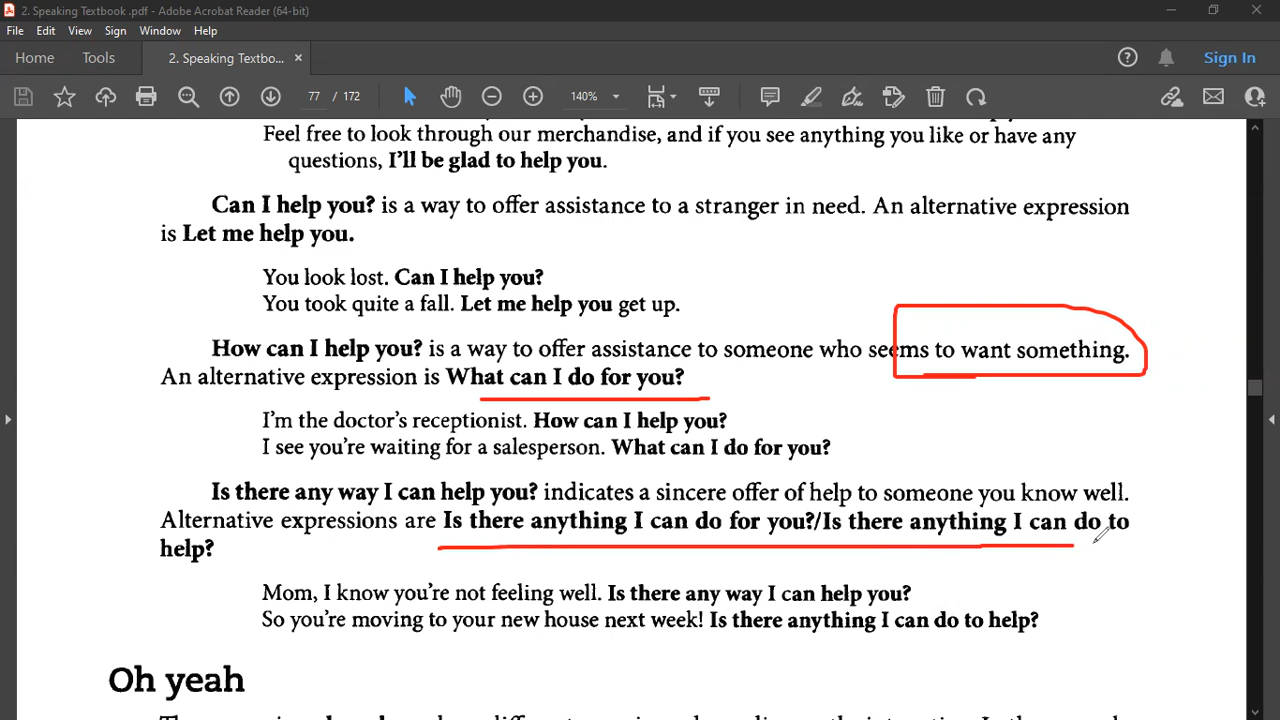 2. Speaking Textbook .pdf - Adobe Acrobat Reader (64-bit)
File Edit View Sign Window Help
Home Tools 2. Speaking Textbo... × Sign In
77 / 172 140%
Feel free to look through our merchandise, and if you see anything you like or have any
questions, I'll be glad to help you.
Can I help you? is a way to offer assistance to a stranger in need. An alternative expression
is Let me help you.
You look lost. Can I help you?
You took quite a fall. Let me help you get up.
How can I help you? is a way to offer assistance to someone who seems to want something.
An alternative expression is What can I do for you?
I'm the doctor's receptionist. How can I help you?
I see you're waiting for a salesperson. What can I do for you?
Is there any way I can help you? indicates a sincere offer of help to someone you know well.
Alternative expressions are Is there anything I can do for you?/Is there anything I can do to
help?
Mom, I know you're not feeling well. Is there any way I can help you?
So you're moving to your new house next week! Is there anything I can do to help?
Oh yeah